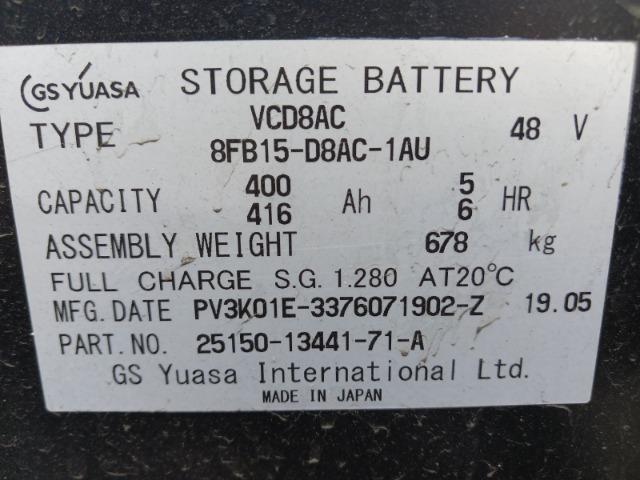 GS YUASA STORAGE BATTERY
TYPE VCD8AC 48 V
8FB15-D8AC-1AU
CAPACITY 400 Ah 5 HR
416 6
ASSEMBLY WEIGHT 678 kg
FULL CHARGE S.G. 1.280 AT20℃
MFG. DATE PV3K01E-3376071902-Z 19.05
PART. NO. 25150-13441-71-A
GS Yuasa International Ltd.
MADE IN JAPAN